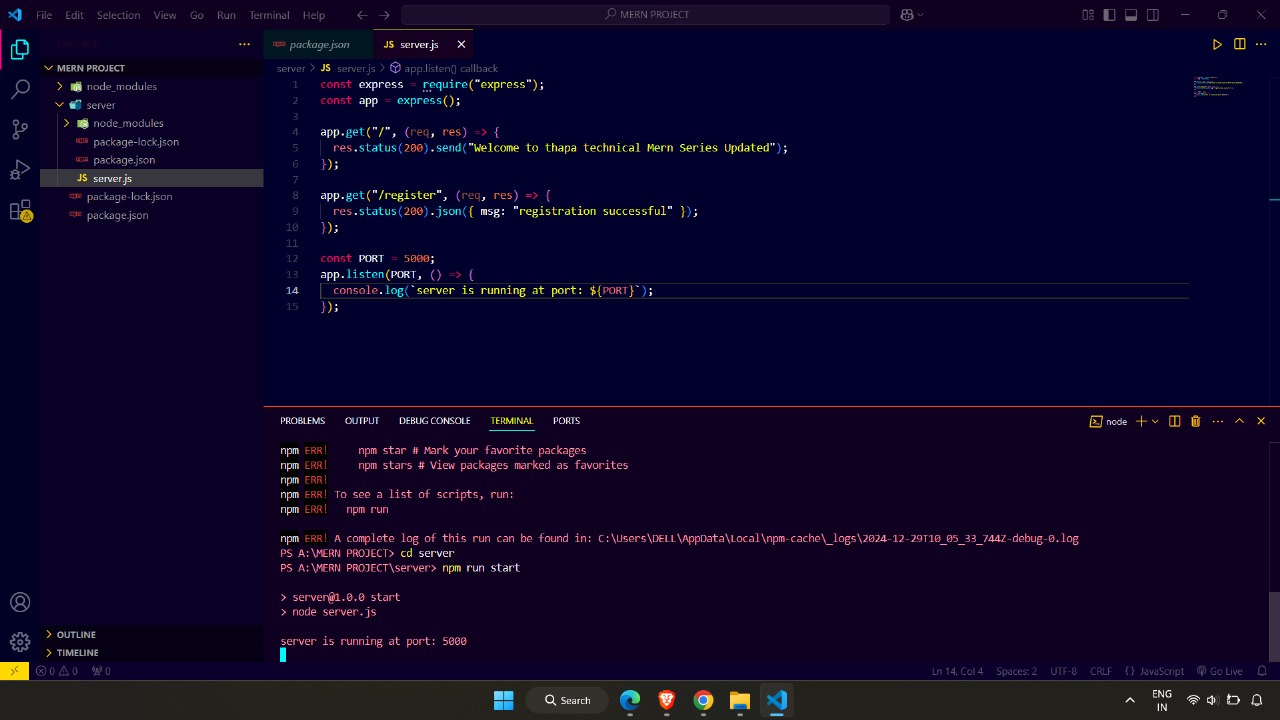 File Edit Selection View Go Run Terminal Help
MERN PROJECT
EXPLORER
MERN PROJECT
node_modules
server
node_modules
package-lock.json
package.json
JS server.js
package-lock.json
package.json
OUTLINE
TIMELINE
package.json
JS server.js
server > JS server.js > app.listen() callback
1 const express = require("express");
2 const app = express();
3
4 app.get("/", (req, res) => {
5 res.status(200).send("Welcome to thapa technical Mern Series Updated");
6 });
7
8 app.get("/register", (req, res) => {
9 res.status(200).json({ msg: "registration successful" });
10 });
11
12 const PORT = 5000;
13 app.listen(PORT, () => {
14 console.log(`server is running at port: ${PORT}`);
15 });
PROBLEMS OUTPUT DEBUG CONSOLE TERMINAL PORTS
node
npm ERR! npm star # Mark your favorite packages
npm ERR! npm stars # View packages marked as favorites
npm ERR!
npm ERR! To see a list of scripts, run:
npm ERR! npm run
npm ERR! A complete log of this run can be found in: C:\Users\DELL\AppData\Local\npm-cache\_logs\2024-12-29T10_05_33_744Z-debug-0.log
PS A:\MERN PROJECT> cd server
PS A:\MERN PROJECT\server> npm run start
> server@1.0.0 start
> node server.js
server is running at port: 5000
0 0 0
Ln 14, Col 4 Spaces: 2 UTF-8 CRLF {} JavaScript Go Live
Search
ENG
IN